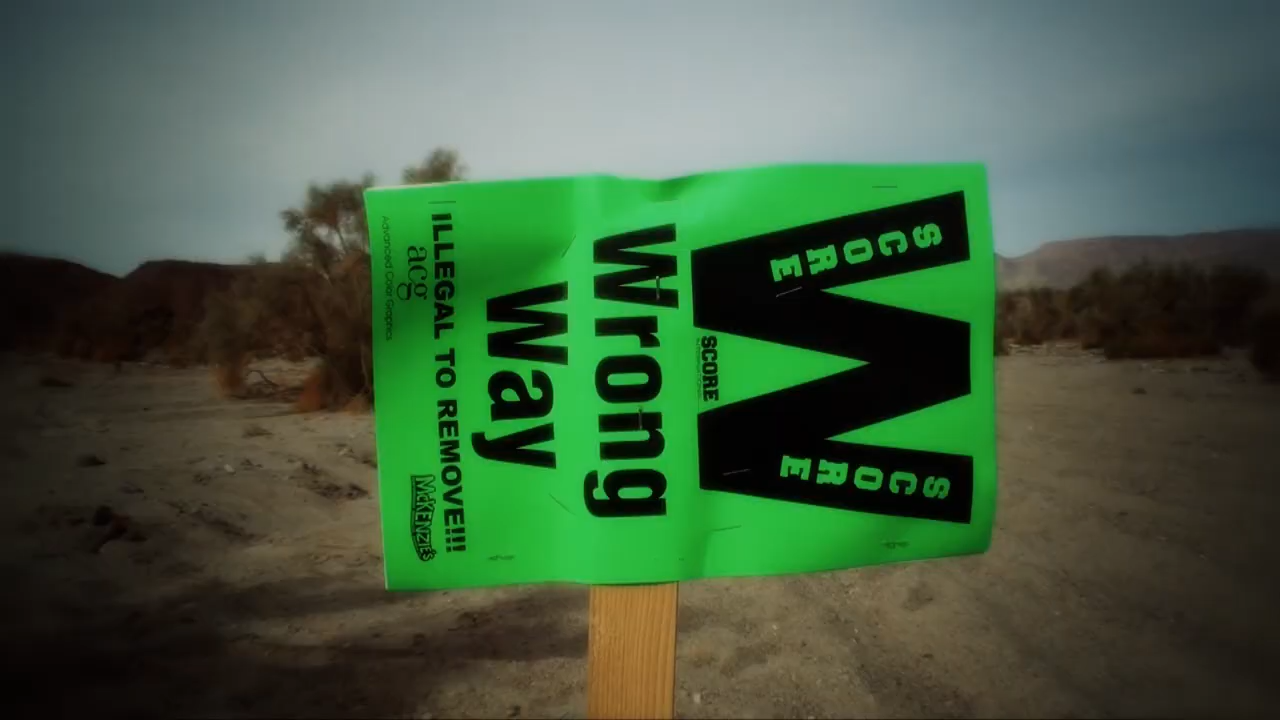 W
SCORE
SCORE
SCORE
Wrong
Way
ILLEGAL TO REMOVE!!!
acg
McKENZIE'S
Advanced Color Graphics